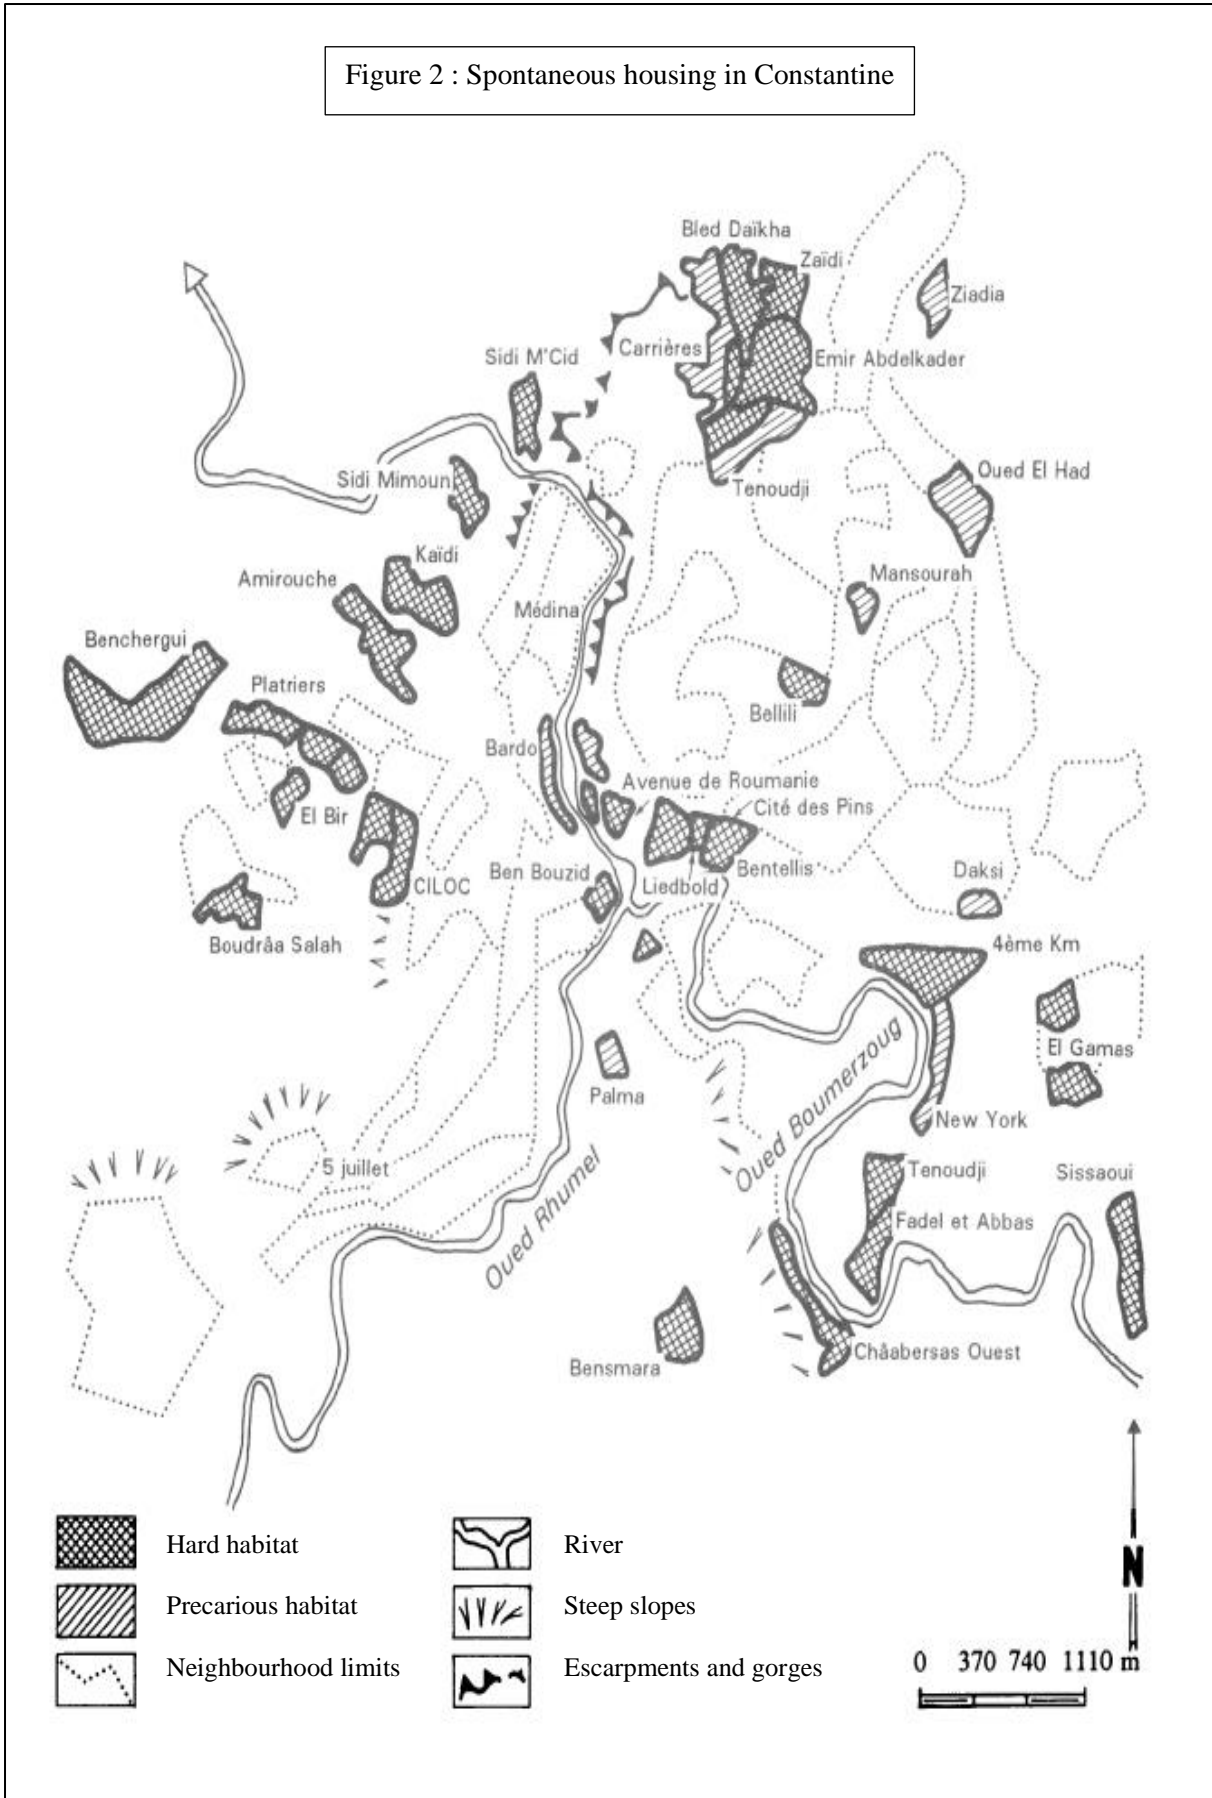 Figure 2 : Spontaneous housing in Constantine
Bled Daïkha
Zaïdi
Ziadia
Carrières
Emir Abdelkader
Sidi M'Cid
Sidi Mimoun
Tenoudji
Oued El Had
Kaïdi
Amirouche
Mansourah
Médina
Benchergui
Platriers
Bellili
Bardo
Avenue de Roumanie
Cité des Pins
El Bir
Ben Bouzid
Liedbold
Bentellis
Daksi
CILOC
Boudrâa Salah
4ème Km
El Gamas
Palma
Oued Boumerzoug
New York
5 juillet
Oued Rhumel
Tenoudji
Sissaoui
Fadel et Abbas
Bensmara
Châabersas Ouest
Hard habitat
River
Precarious habitat
Steep slopes
Neighbourhood limits
Escarpments and gorges
N
0 370 740 1110 m